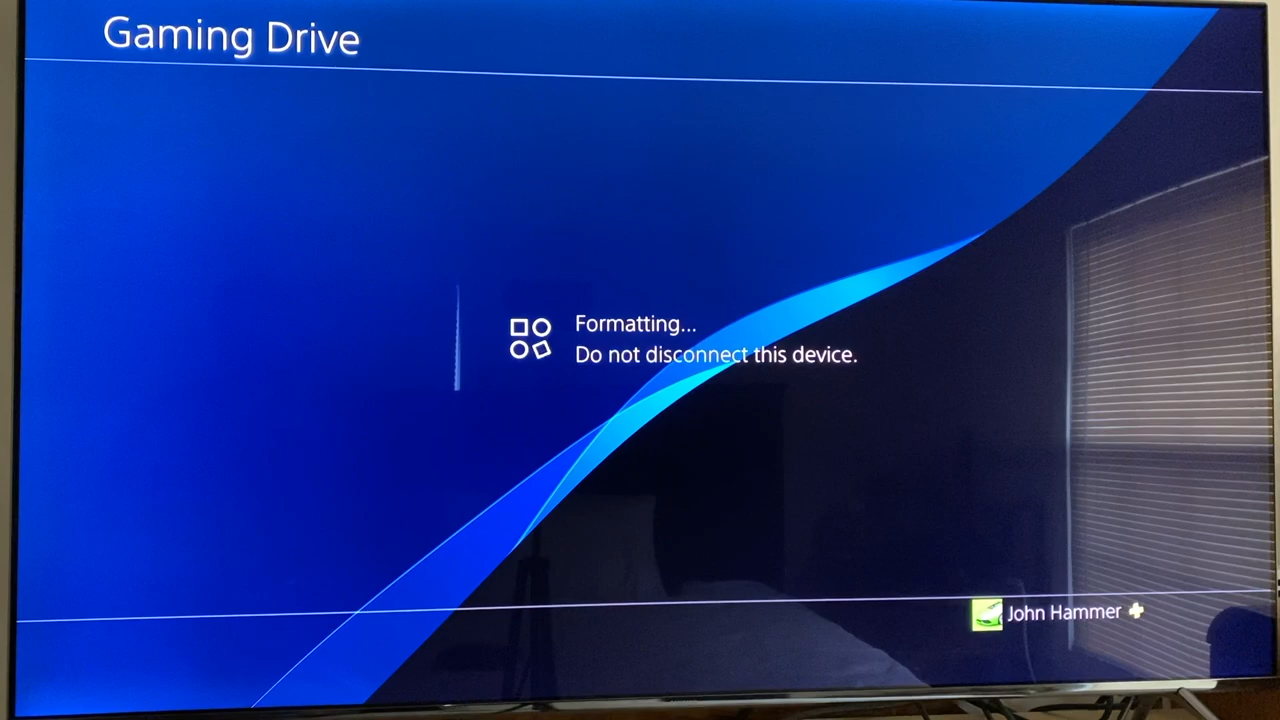 Gaming Drive
Formatting...
Do not disconnect this device.
John Hammer